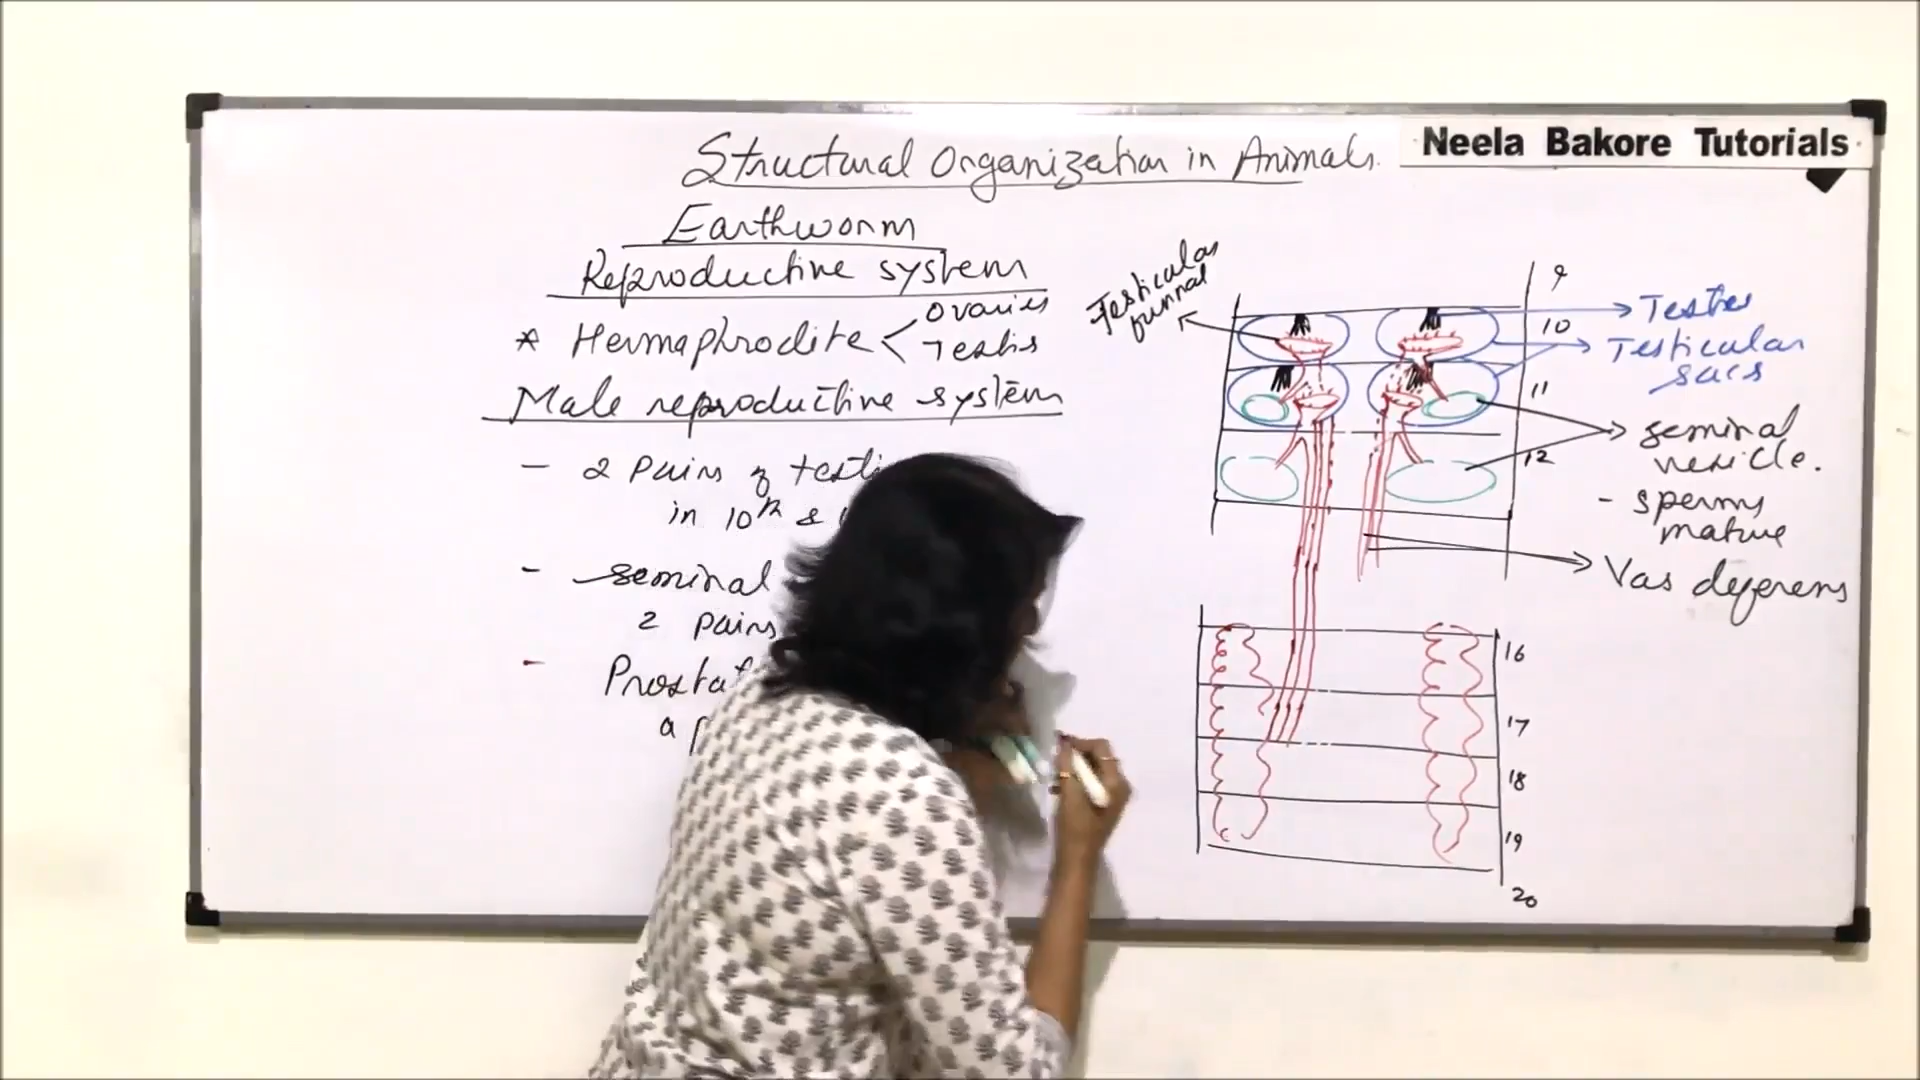 Structural Organization in Animals.
Neela Bakore Tutorials
Earthworm
Reproductive system
* Hermaphrodite < Ovaries
Testis
Male reproductive system
- 2 Pairs of testi
in 10th &
- seminal
2 pairs
- Prostat
a p
Testicular
funnal
9
10
11
12
Testes
Testicular
sacs
seminal
vesicle.
- sperms
mature
Vas deferens
16
17
18
19
20